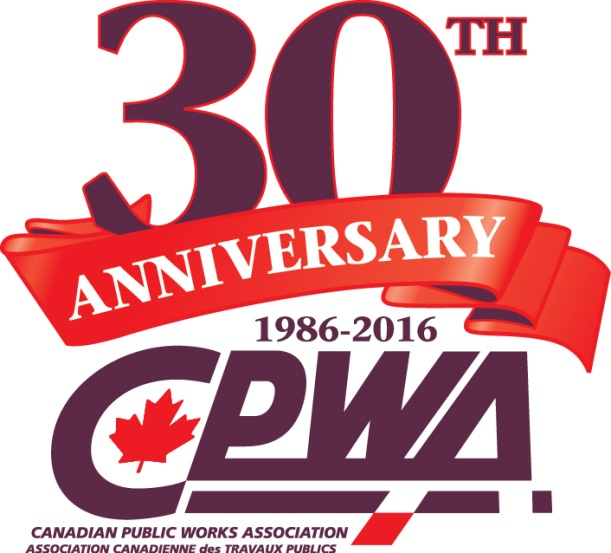 30TH
ANNIVERSARY
1986-2016
CPWA
CANADIAN PUBLIC WORKS ASSOCIATION
ASSOCIATION CANADIENNE des TRAVAUX PUBLICS